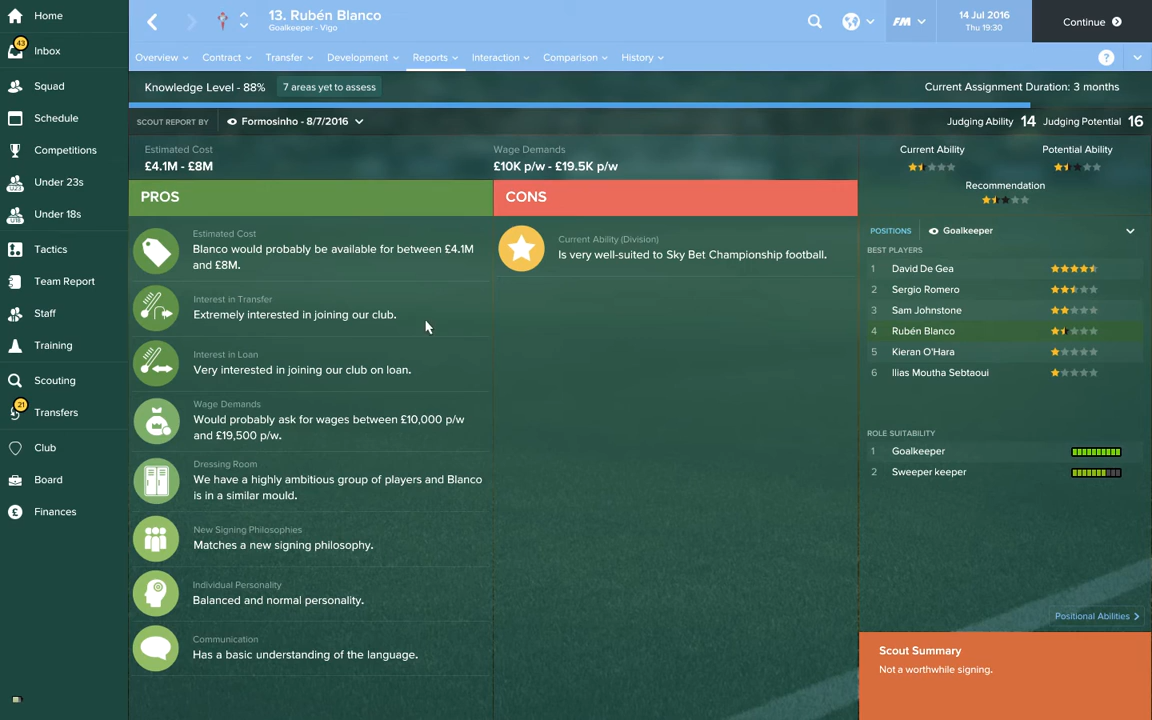 Home
43
Inbox
Squad
Schedule
Competitions
U23
Under 23s
U18
Under 18s
Tactics
Team Report
Staff
Training
Scouting
21
Transfers
Club
Board
Finances
13. Rubén Blanco
Goalkeeper - Vigo
FM
14 Jul 2016
Thu 19:30
Continue
Overview
Contract
Transfer
Development
Reports
Interaction
Comparison
History
?
Knowledge Level - 88%
7 areas yet to assess
Current Assignment Duration: 3 months
SCOUT REPORT BY
Formosinho - 8/7/2016
Judging Ability 14 Judging Potential 16
Estimated Cost
£4.1M - £8M
Wage Demands
£10K p/w - £19.5K p/w
Current Ability
Potential Ability
Recommendation
PROS
Estimated Cost
Blanco would probably be available for between £4.1M
and £8M.
Interest in Transfer
Extremely interested in joining our club.
Interest in Loan
Very interested in joining our club on loan.
Wage Demands
Would probably ask for wages between £10,000 p/w
and £19,500 p/w.
Dressing Room
We have a highly ambitious group of players and Blanco
is in a similar mould.
New Signing Philosophies
Matches a new signing philosophy.
Individual Personality
Balanced and normal personality.
Communication
Has a basic understanding of the language.
CONS
Current Ability (Division)
Is very well-suited to Sky Bet Championship football.
POSITIONS
Goalkeeper
BEST PLAYERS
1 David De Gea
2 Sergio Romero
3 Sam Johnstone
4 Rubén Blanco
5 Kieran O'Hara
6 Ilias Moutha Sebtaoui
ROLE SUITABILITY
1 Goalkeeper
2 Sweeper keeper
Positional Abilities
Scout Summary
Not a worthwhile signing.